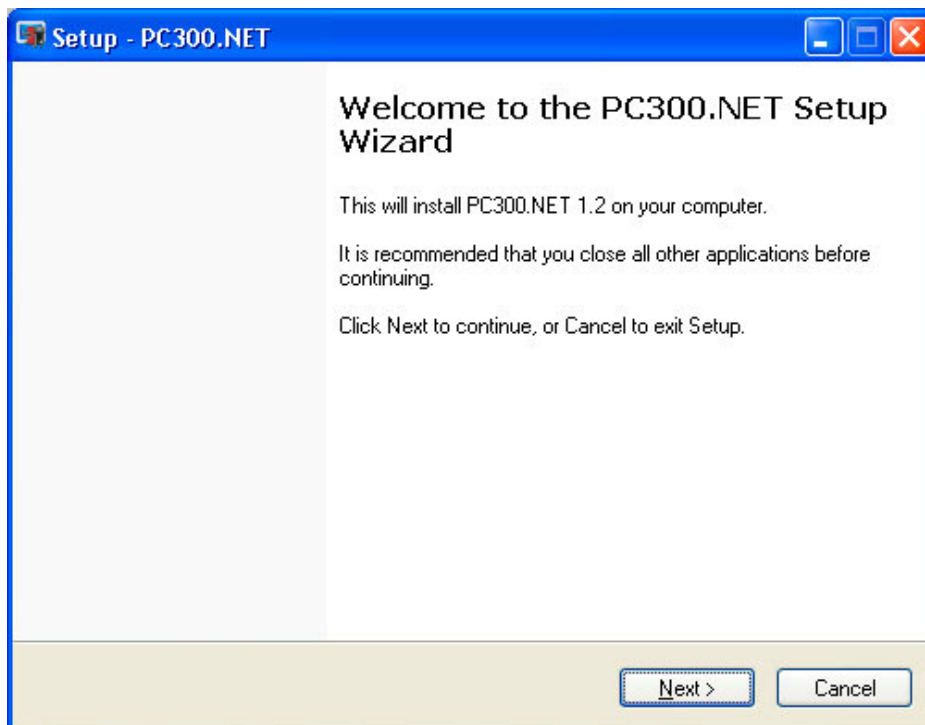 Setup - PC300.NET
Welcome to the PC300.NET Setup
Wizard
This will install PC300.NET 1.2 on your computer.
It is recommended that you close all other applications before
continuing.
Click Next to continue, or Cancel to exit Setup.
Next >
Cancel